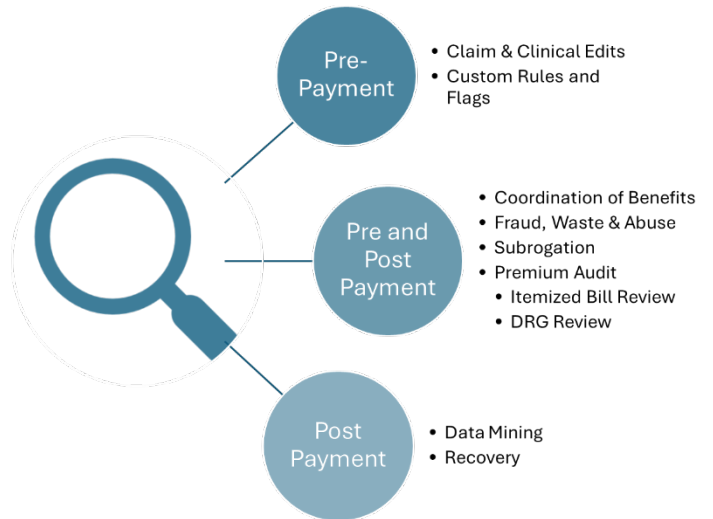 Pre-
Payment
• Claim & Clinical Edits
• Custom Rules and
Flags
Pre and
Post
Payment
• Coordination of Benefits
• Fraud, Waste & Abuse
• Subrogation
• Premium Audit
• Itemized Bill Review
• DRG Review
Post
Payment
• Data Mining
• Recovery